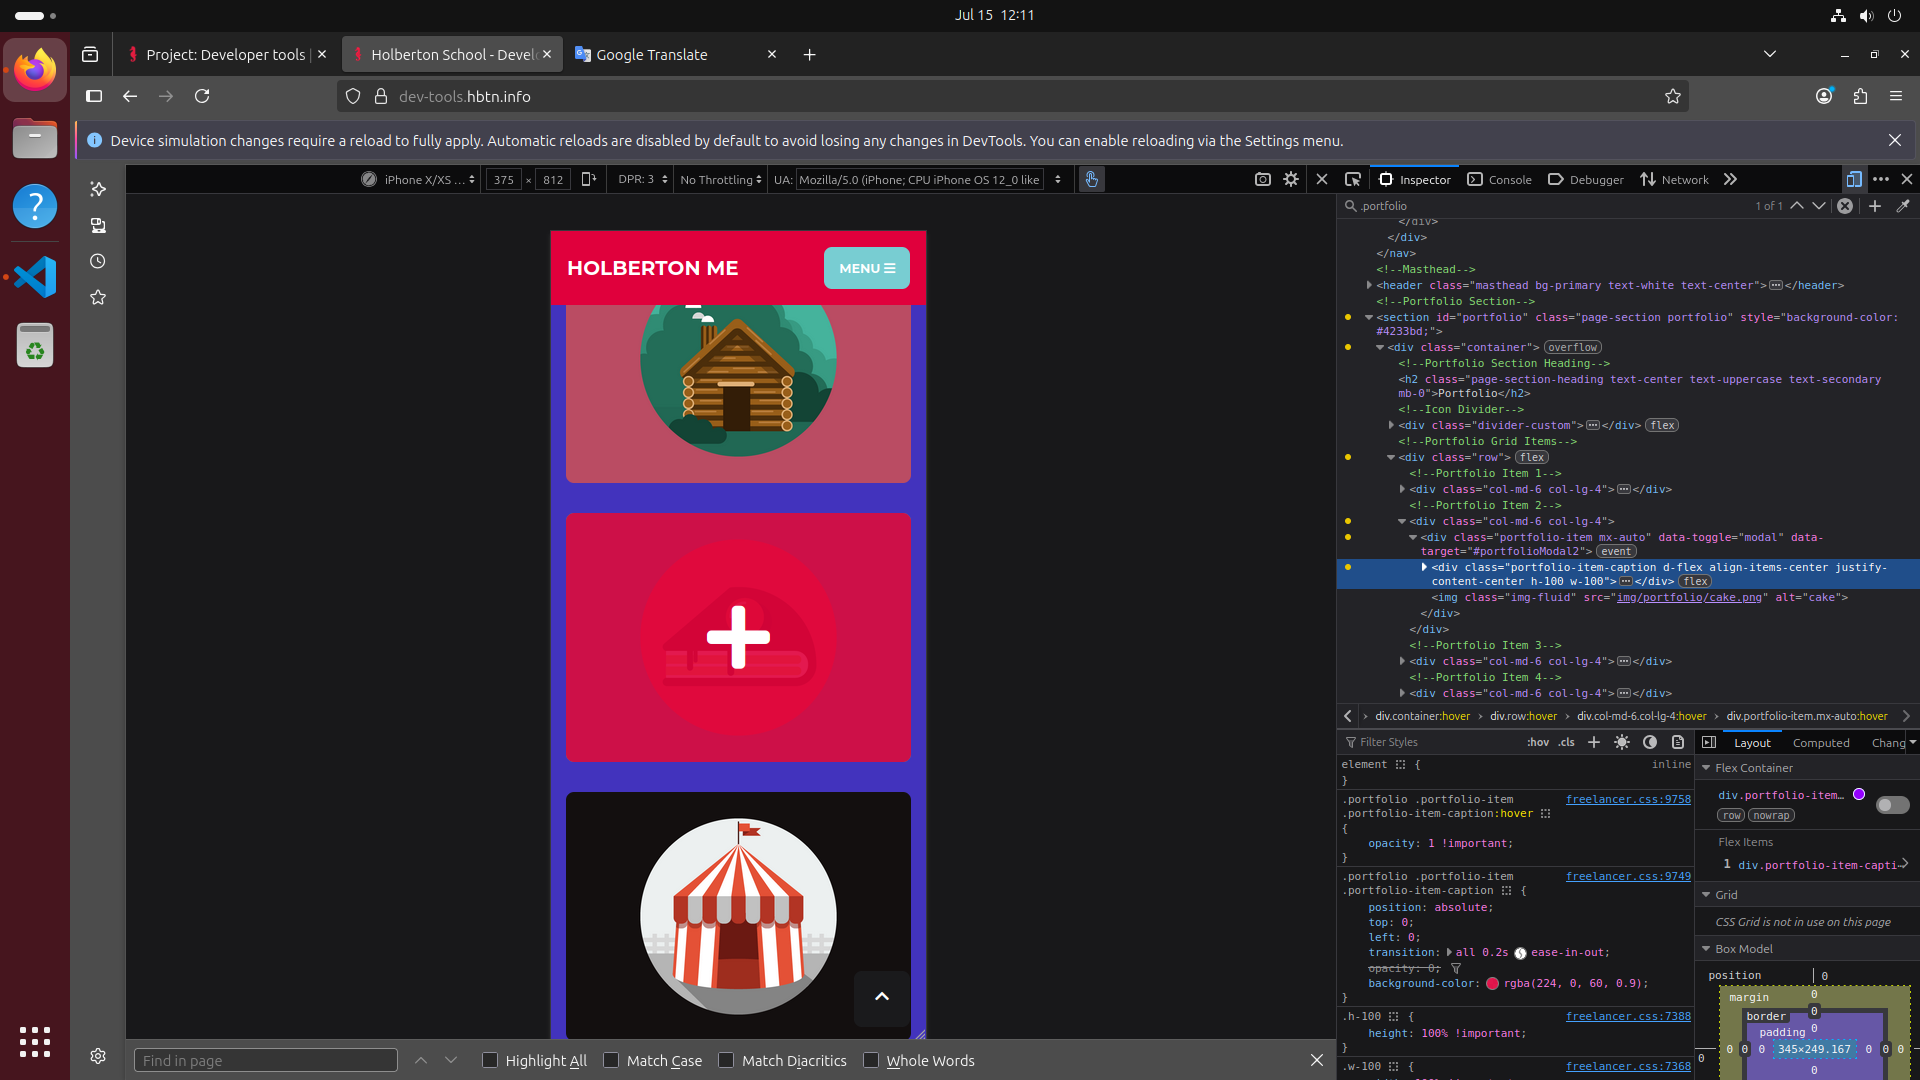 Jul 15  12:11
Project: Developer tools |
Holberton School - Develo
Google Translate
dev-tools.hbtn.info
Device simulation changes require a reload to fully apply. Automatic reloads are disabled by default to avoid losing any changes in DevTools. You can enable reloading via the Settings menu.
iPhone X/XS ... 375 × 812 DPR: 3 No Throttling UA: Mozilla/5.0 (iPhone; CPU iPhone OS 12_0 like
Inspector Console Debugger Network
.portfolio 1 of 1
HOLBERTON ME
MENU
</div>
</div>
</nav>
<!--Masthead-->
<header class="masthead bg-primary text-white text-center"></header>
<!--Portfolio Section-->
<section id="portfolio" class="page-section portfolio" style="background-color:
#4233bd;">
<div class="container"> overflow
<!--Portfolio Section Heading-->
<h2 class="page-section-heading text-center text-uppercase text-secondary
mb-0">Portfolio</h2>
<!--Icon Divider-->
<div class="divider-custom"></div> flex
<!--Portfolio Grid Items-->
<div class="row"> flex
<!--Portfolio Item 1-->
<div class="col-md-6 col-lg-4"></div>
<!--Portfolio Item 2-->
<div class="col-md-6 col-lg-4">
<div class="portfolio-item mx-auto" data-toggle="modal" data-
target="#portfolioModal2"> event
<div class="portfolio-item-caption d-flex align-items-center justify-
content-center h-100 w-100"></div> flex
<img class="img-fluid" src="img/portfolio/cake.png" alt="cake">
</div>
</div>
<!--Portfolio Item 3-->
<div class="col-md-6 col-lg-4"></div>
<!--Portfolio Item 4-->
<div class="col-md-6 col-lg-4"></div>
div.container:hover div.row:hover div.col-md-6.col-lg-4:hover div.portfolio-item.mx-auto:hover
Filter Styles :hov .cls
element { inline
}
.portfolio .portfolio-item freelancer.css:9758
.portfolio-item-caption:hover
{
opacity: 1 !important;
}
.portfolio .portfolio-item freelancer.css:9749
.portfolio-item-caption {
position: absolute;
top: 0;
left: 0;
transition: all 0.2s ease-in-out;
opacity: 0;
background-color: rgba(224, 0, 60, 0.9);
}
.h-100 { freelancer.css:7388
height: 100% !important;
}
.w-100 { freelancer.css:7368
Layout Computed Chang
Flex Container
div.portfolio-item…
row nowrap
Flex Items
1 div.portfolio-item-capti…
Grid
CSS Grid is not in use on this page
Box Model
position 0
margin 0
border 0
padding 0
0 0 0 0 345×249.167 0 0 0
0
Find in page Highlight All Match Case Match Diacritics Whole Words